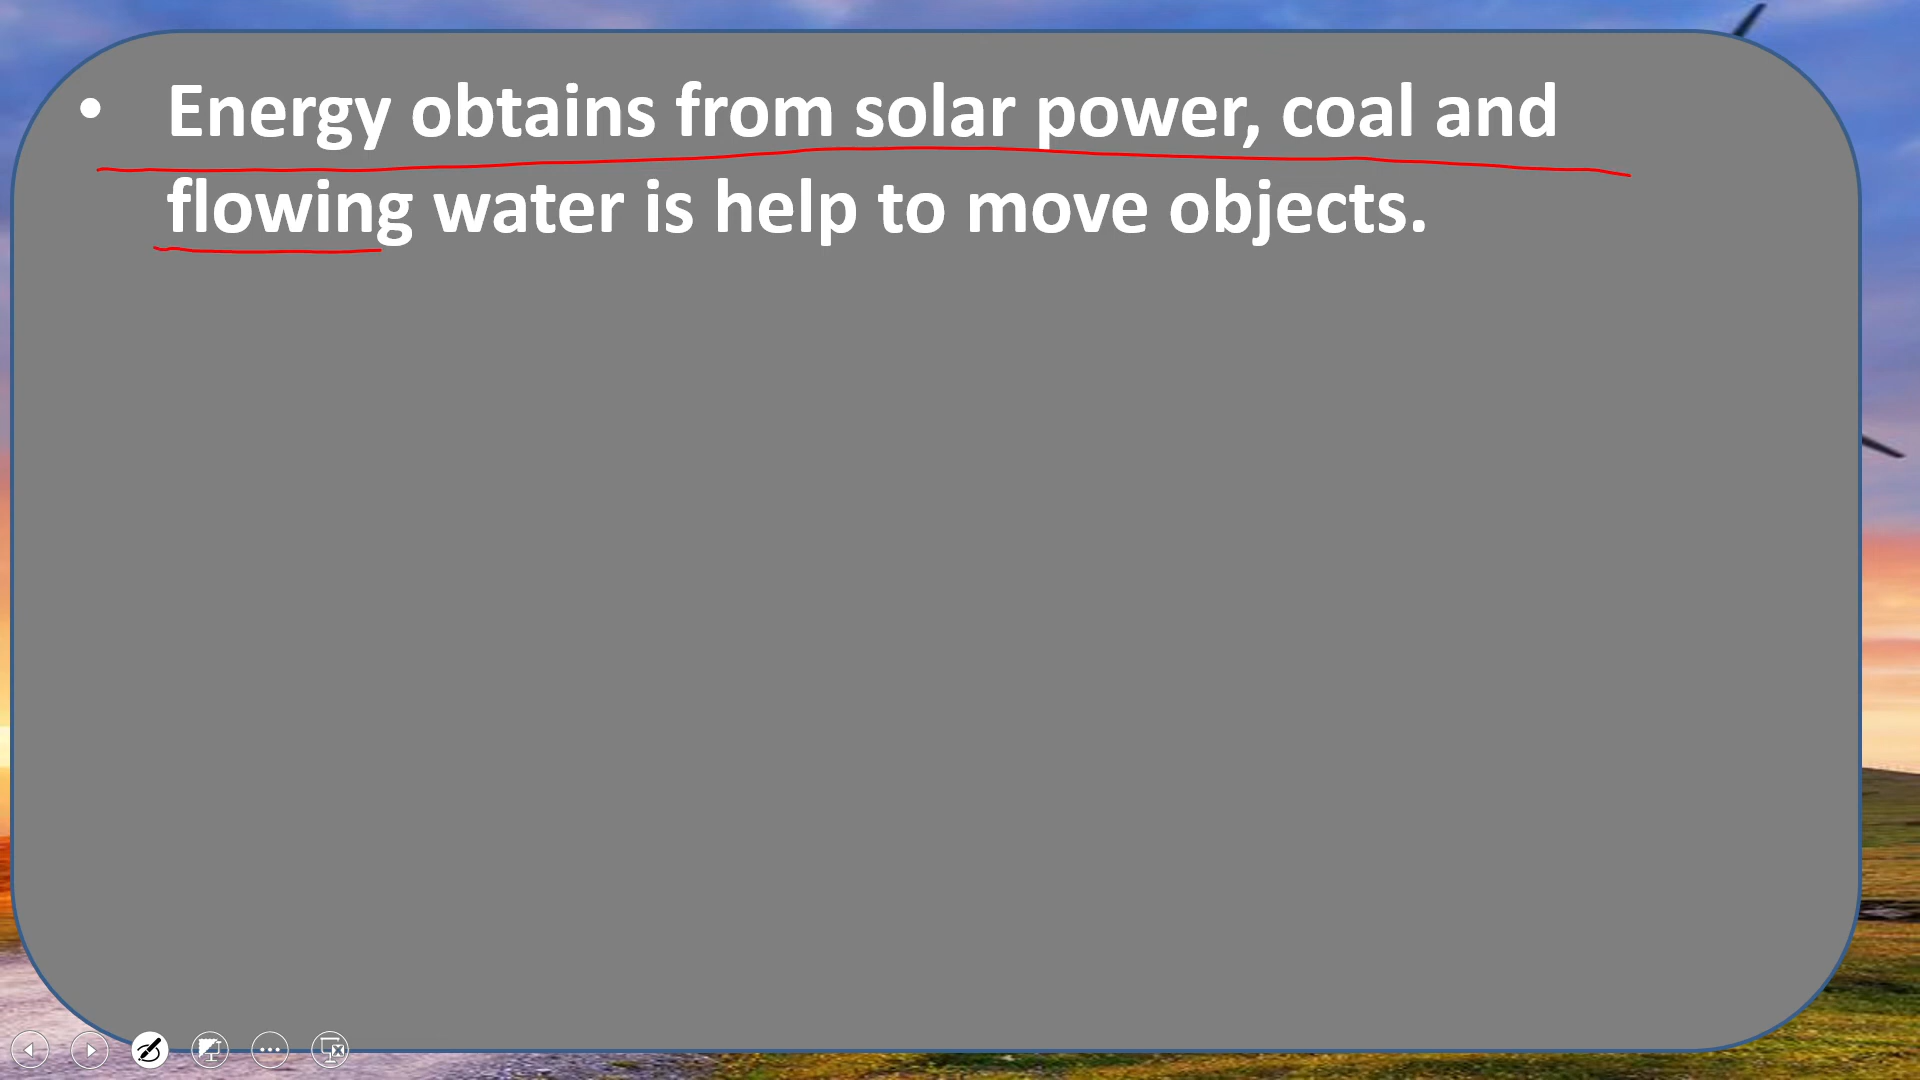 • Energy obtains from solar power, coal and
flowing water is help to move objects.